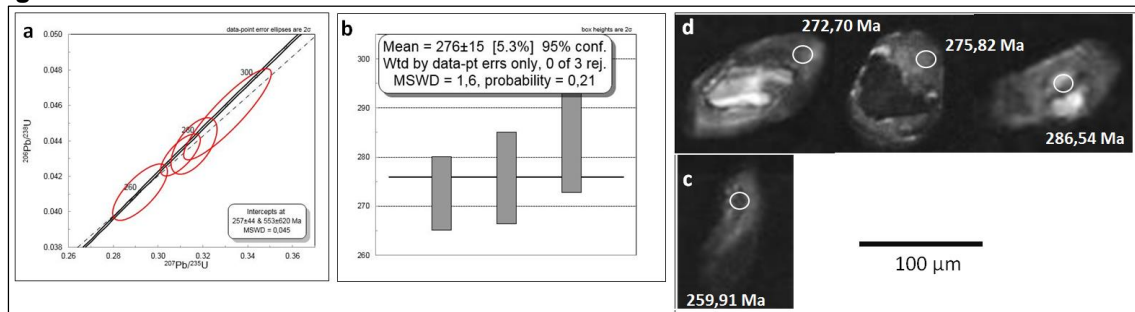 a
data-point error ellipses are 2σ
0.050
0.048
0.046
0.044
0.042
0.040
0.038
300
280
260
Intercepts at
257±44 & 553±620 Ma
MSWD = 0,045
0.26
0.28
0.30
0.32
0.34
0.36
206Pb/238U
207Pb/235U
b
box heights are 2σ
Mean = 276±15 [5.3%] 95% conf.
Wtd by data-pt errs only, 0 of 3 rej.
MSWD = 1,6, probability = 0,21
305
300
295
290
285
280
275
270
265
260
d
272,70 Ma
275,82 Ma
286,54 Ma
c
259,91 Ma
100 µm